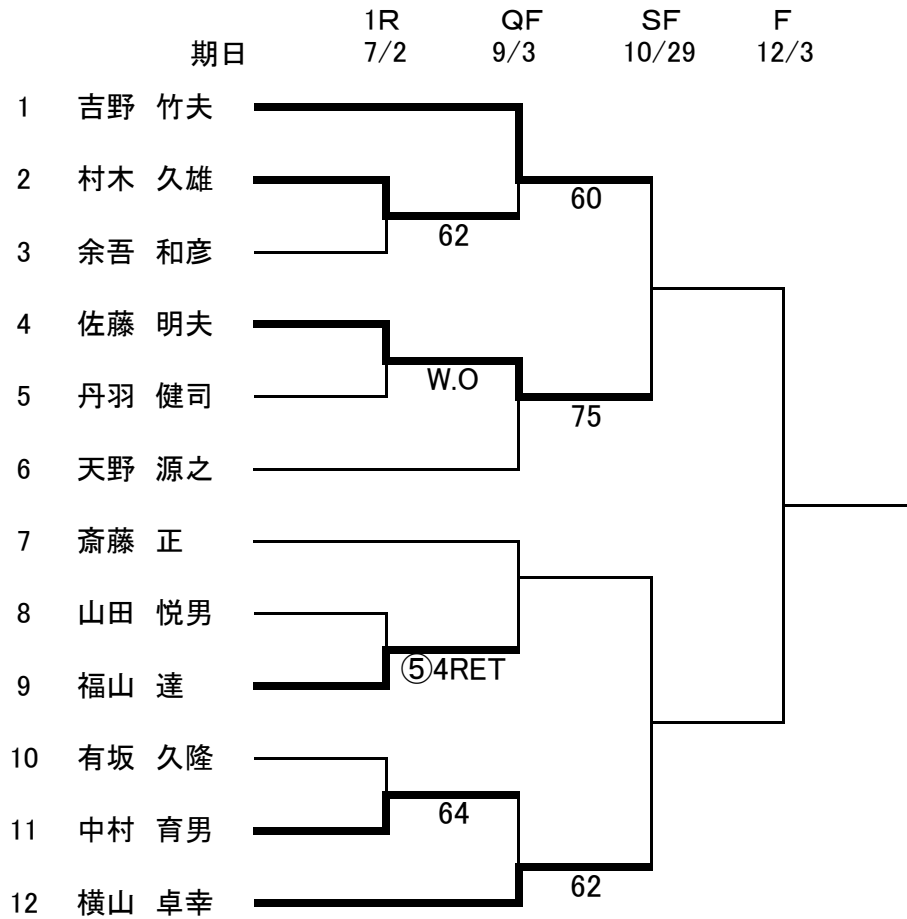 1R QF SF F
期日 7/2 9/3 10/29 12/3
1 吉野 竹夫
2 村木 久雄
60
62
3 余吾 和彦
4 佐藤 明夫
W.O
5 丹羽 健司
75
6 天野 源之
7 斎藤 正
8 山田 悦男
⑤4RET
9 福山 達
10 有坂 久隆
64
11 中村 育男
62
12 横山 卓幸